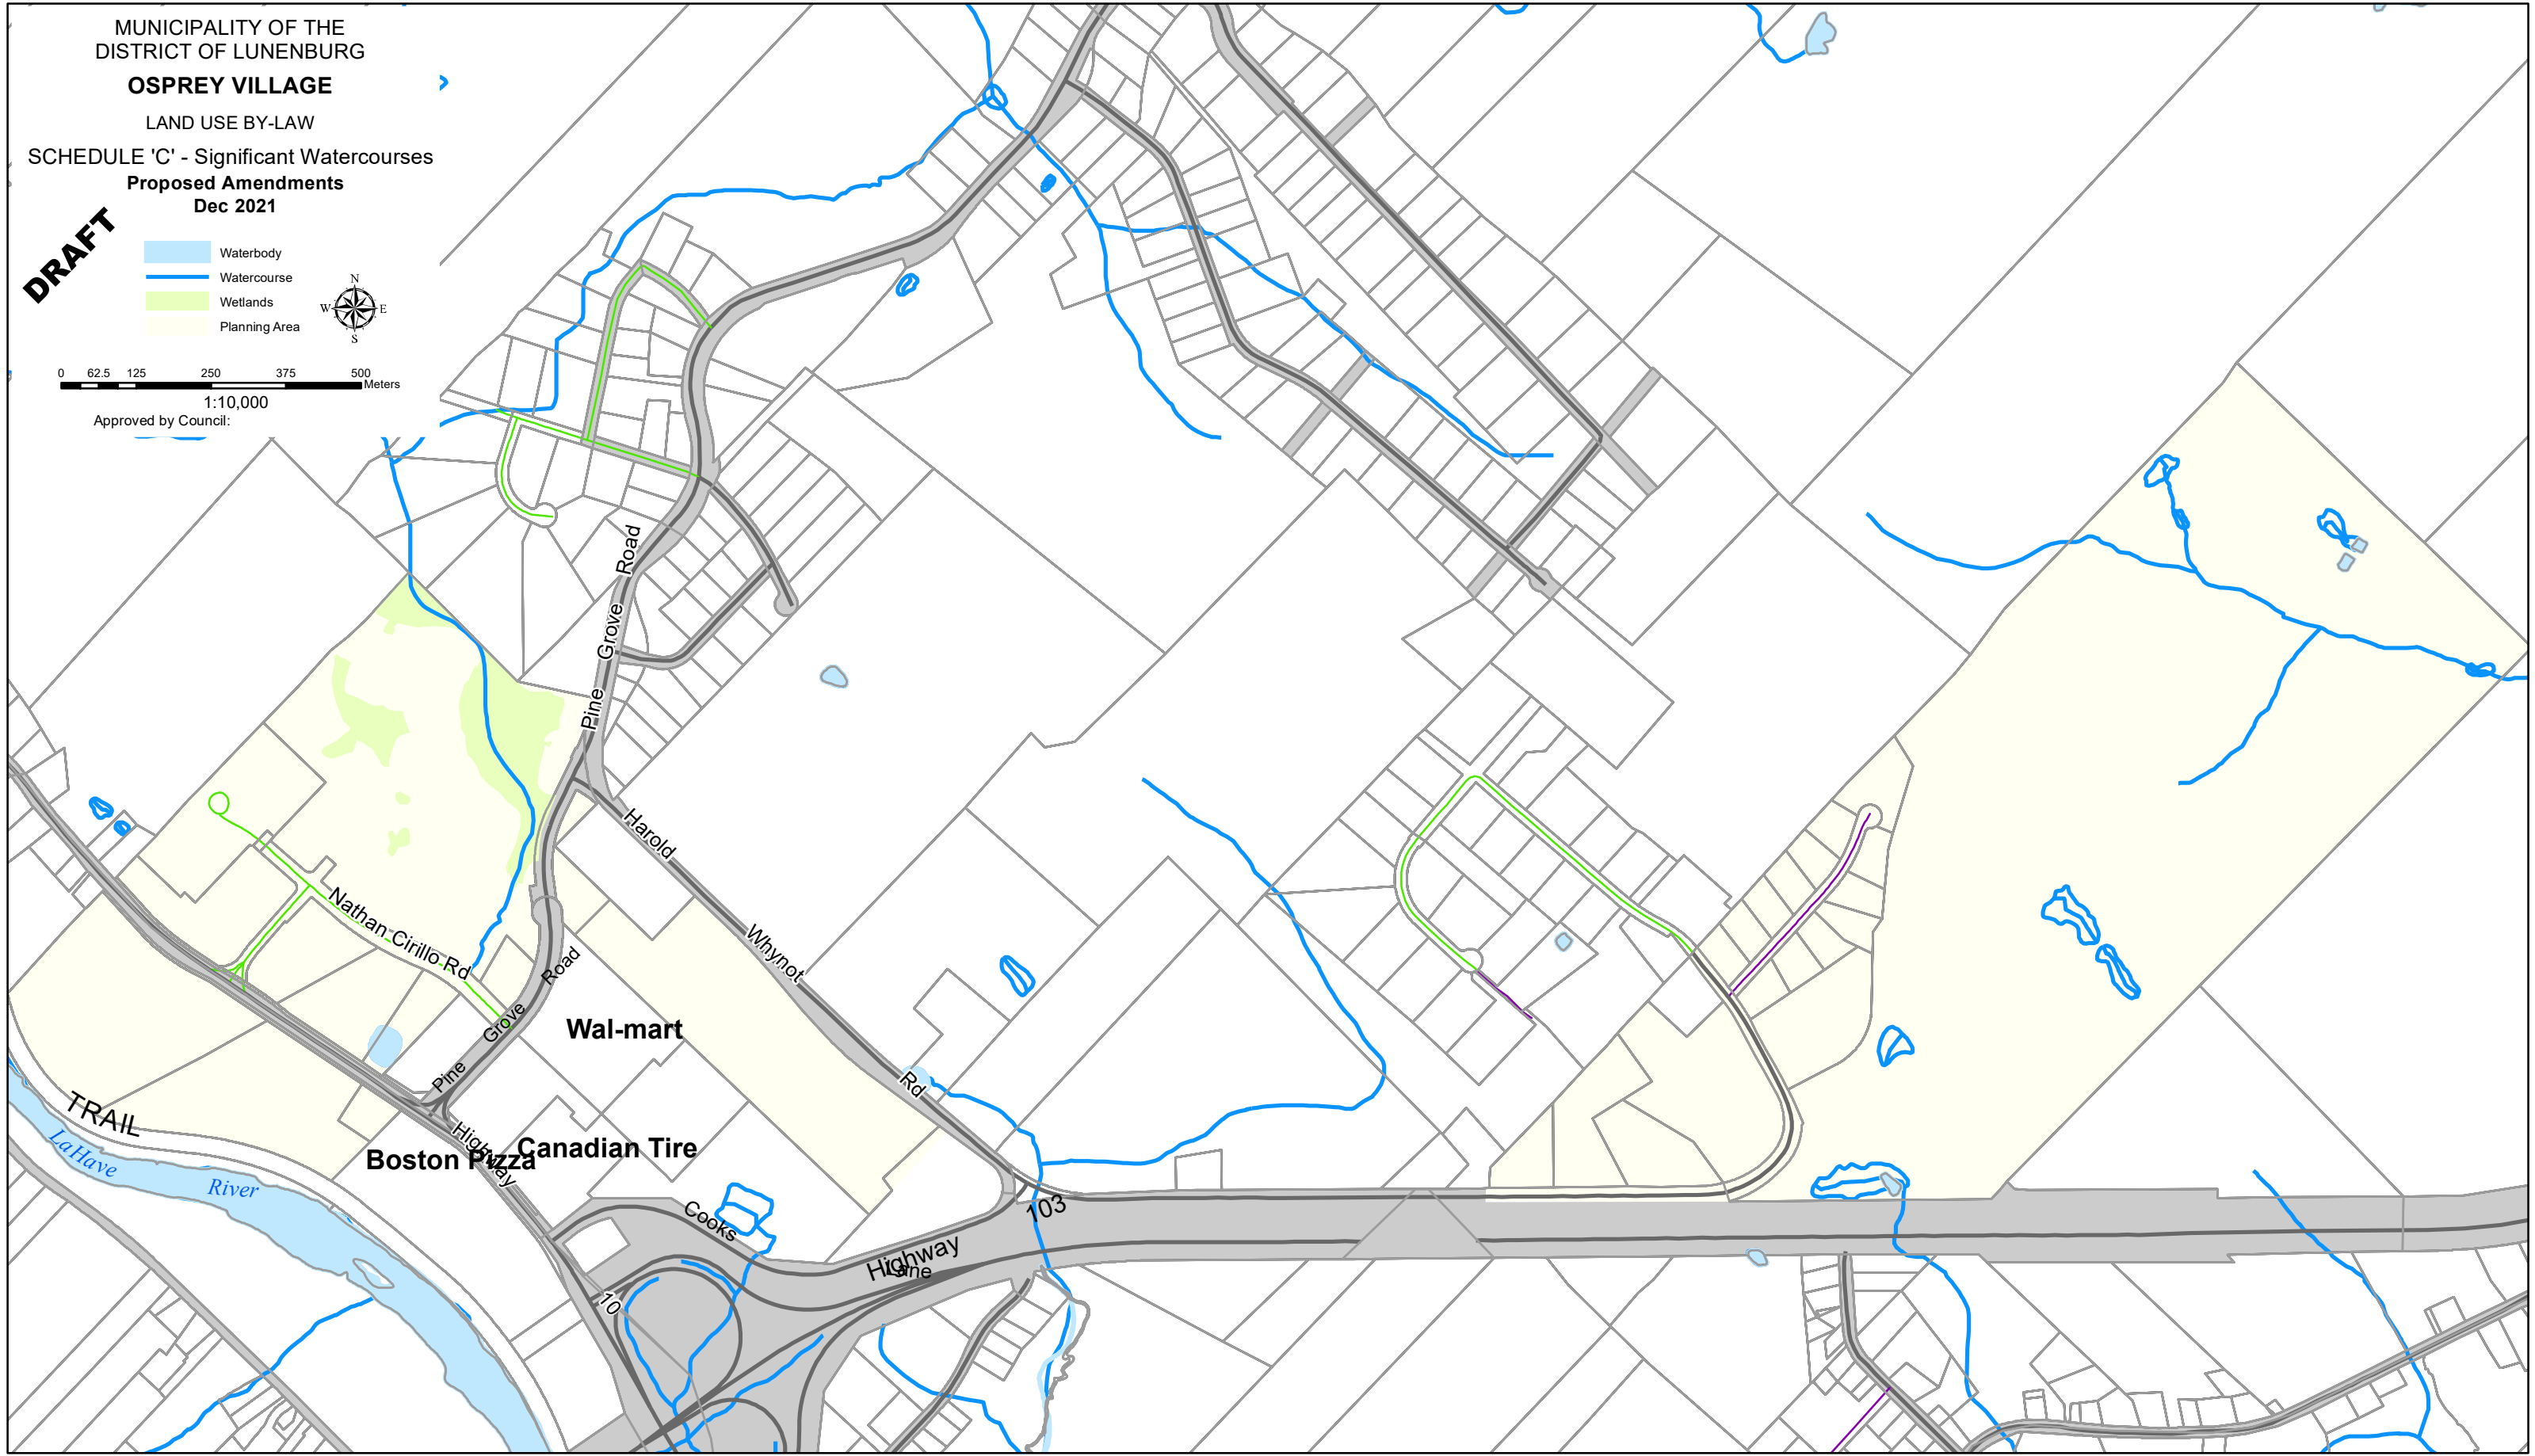 MUNICIPALITY OF THE
DISTRICT OF LUNENBURG
OSPREY VILLAGE
LAND USE BY-LAW
SCHEDULE 'C' - Significant Watercourses
Proposed Amendments
Dec 2021
DRAFT
Waterbody
Watercourse
Wetlands
Planning Area
N
W E
S
0 62.5 125 250 375 500
Meters
1:10,000
Approved by Council:
Pine Grove Road
Harold Whynot Rd
Nathan Cirillo Rd
Pine Grove Road
Wal-mart
Canadian Tire
Boston Pizza
Highway 10
TRAIL
LaHave River
Cooks Lane
Highway 103